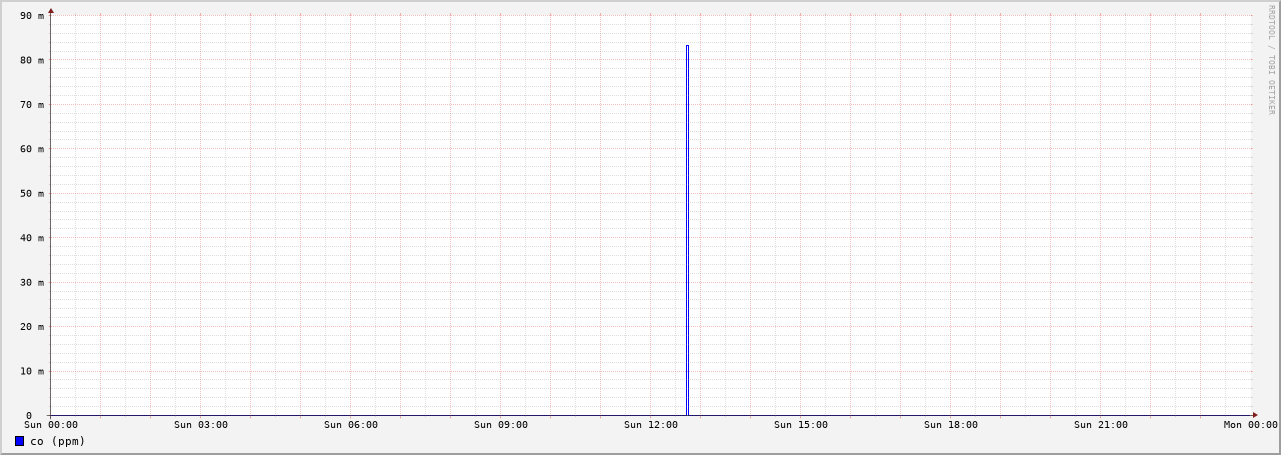 90 m
80 m
70 m
60 m
50 m
40 m
30 m
20 m
10 m
0
Sun 00:00 Sun 03:00 Sun 06:00 Sun 09:00 Sun 12:00 Sun 15:00 Sun 18:00 Sun 21:00 Mon 00:00
co (ppm)
RRDTOOL / TOBI OETIKER